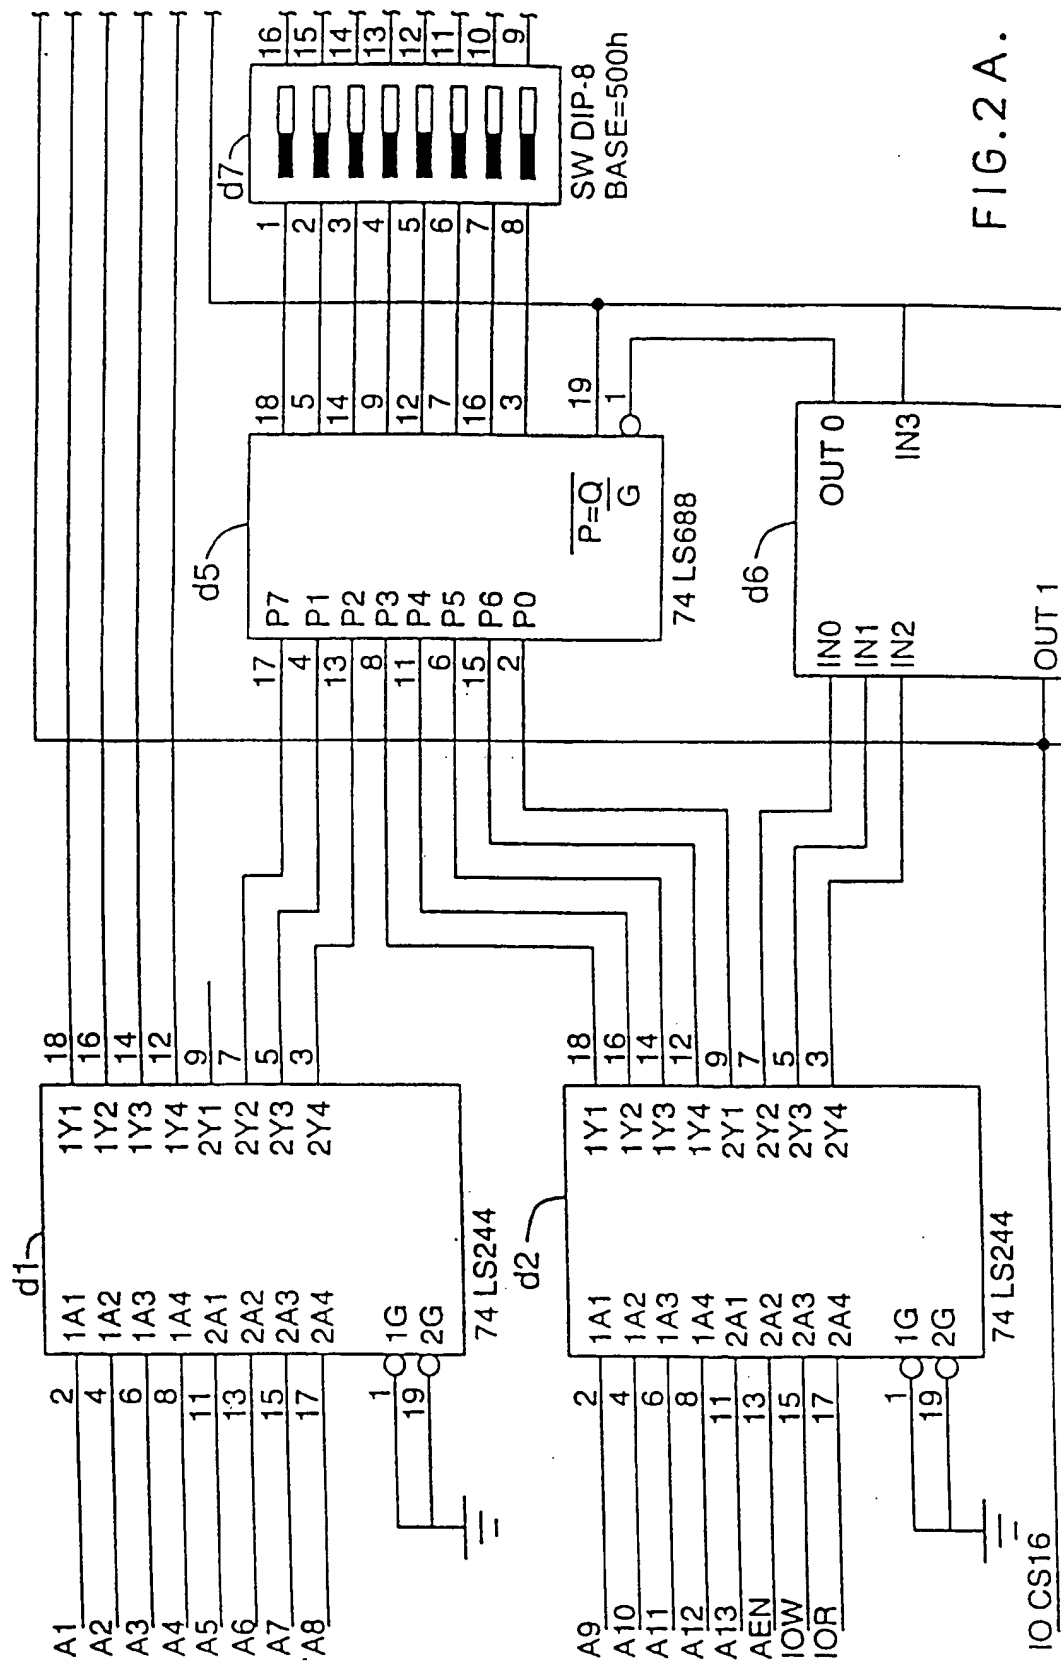 A1
A2
A3
A4
A5
A6
A7
A8
2
4
6
8
11
13
15
17
1
19
d1
1A1
1A2
1A3
1A4
2A1
2A2
2A3
2A4
1G
2G
1Y1
1Y2
1Y3
1Y4
2Y1
2Y2
2Y3
2Y4
74 LS244
18
16
14
12
9
7
5
3
A9
A10
A11
A12
A13
AEN
IOW
IOR
2
4
6
8
11
13
15
17
1
19
d2
1A1
1A2
1A3
1A4
2A1
2A2
2A3
2A4
1G
2G
1Y1
1Y2
1Y3
1Y4
2Y1
2Y2
2Y3
2Y4
74 LS244
18
16
14
12
9
7
5
3
IO CS16
17
4
13
8
11
6
15
2
d5
P7
P1
P2
P3
P4
P5
P6
P0
P=Q
G
74 LS688
18
5
14
9
12
7
16
3
19
1
d6
IN0
IN1
IN2
OUT 1
OUT 0
IN3
1
2
3
4
5
6
7
8
d7
16
15
14
13
12
11
10
9
SW DIP-8
BASE=500h
FIG.2 A.